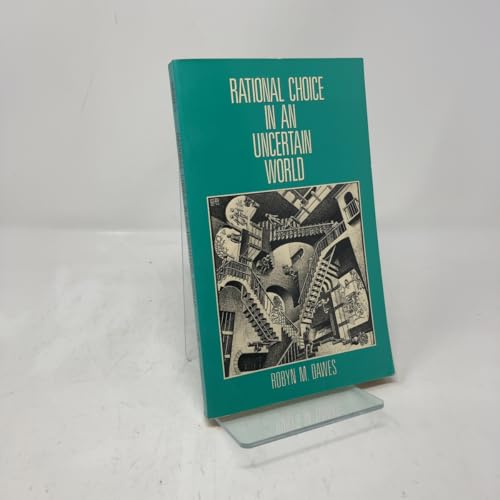 RATIONAL CHOICE
IN AN
UNCERTAIN
WORLD
ROBYN M. DAWES